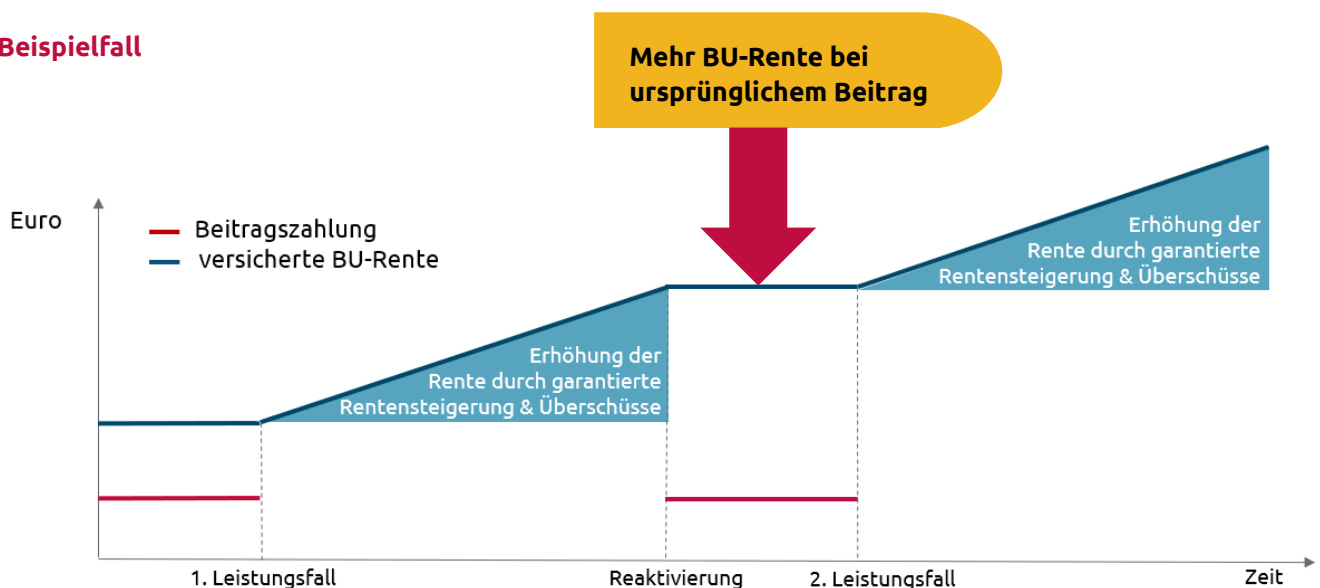 Beispielfall
Mehr BU-Rente bei
ursprünglichem Beitrag
Euro
Beitragszahlung
versicherte BU-Rente
Erhöhung der
Rente durch garantierte
Rentensteigerung & Überschüsse
Erhöhung der
Rente durch garantierte
Rentensteigerung & Überschüsse
1. Leistungsfall
Reaktivierung
2. Leistungsfall
Zeit